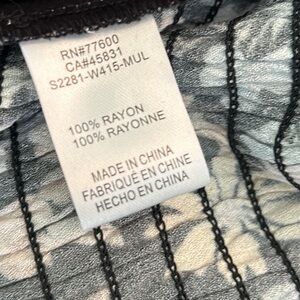 RN#77600
CA#45831
S2281-W415-MUL
100% RAYON
100% RAYONNE
MADE IN CHINA
FABRIQUÉ EN CHINE
HECHO EN CHINA